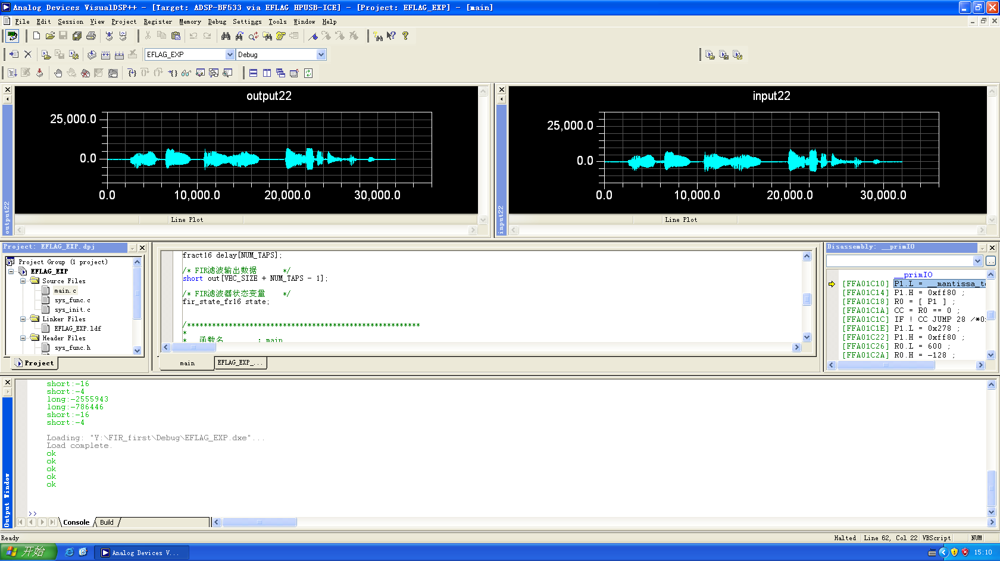 Analog Devices VisualDSP++ - [Target: ADSP-BF533 via EFLAG HPUSB-ICE] - [Project: EFLAG_EXP] - [main]
File Edit Session View Project Register Memory Debug Settings Tools Window Help
EFLAG_EXP Debug
output22
25,000.0
0.0
0.0 10,000.0 20,000.0 30,000.0
Line Plot
output22
input22
25,000.0
0.0
0.0 10,000.0 20,000.0 30,000.0
Line Plot
input22
Project: EFLAG_EXP.dpj
Project Group (1 project)
EFLAG_EXP
Source Files
main.c
sys_func.c
sys_init.c
Linker Files
EFLAG_EXP.ldf
Header Files
sys_func.h
Project
fract16 delay[NUM_TAPS];
/* FIR滤波输出数据 */
short out[VEC_SIZE + NUM_TAPS - 1];
/* FIR滤波器状态变量 */
fir_state_fr16 state;
/********************************************************
*
* 函数名 : main
main EFLAG_EXP_...
Disassembly: __primIO
__primIO
[FFA01C10] P1.L = __mantissa_t
[FFA01C14] P1.H = 0xff80 ;
[FFA01C18] R0 = [ P1 ] ;
[FFA01C1A] CC = R0 == 0 ;
[FFA01C1C] IF ! CC JUMP 28 /*0
[FFA01C1E] P1.L = 0x278 ;
[FFA01C22] P1.H = 0xff80 ;
[FFA01C26] R0.L = 600 ;
[FFA01C2A] R0.H = -128 ;
short:-16
short:-4
long:-2555943
long:-786446
short:-16
short:-4
Loading: "Y:\FIR_first\Debug\EFLAG_EXP.dxe"...
Load complete.
ok
ok
ok
ok
ok
>>
Output Window
Console Build
Ready
Halted Line 62, Col 22 VBScript NUM
开始 Analog Devices V... 15:10